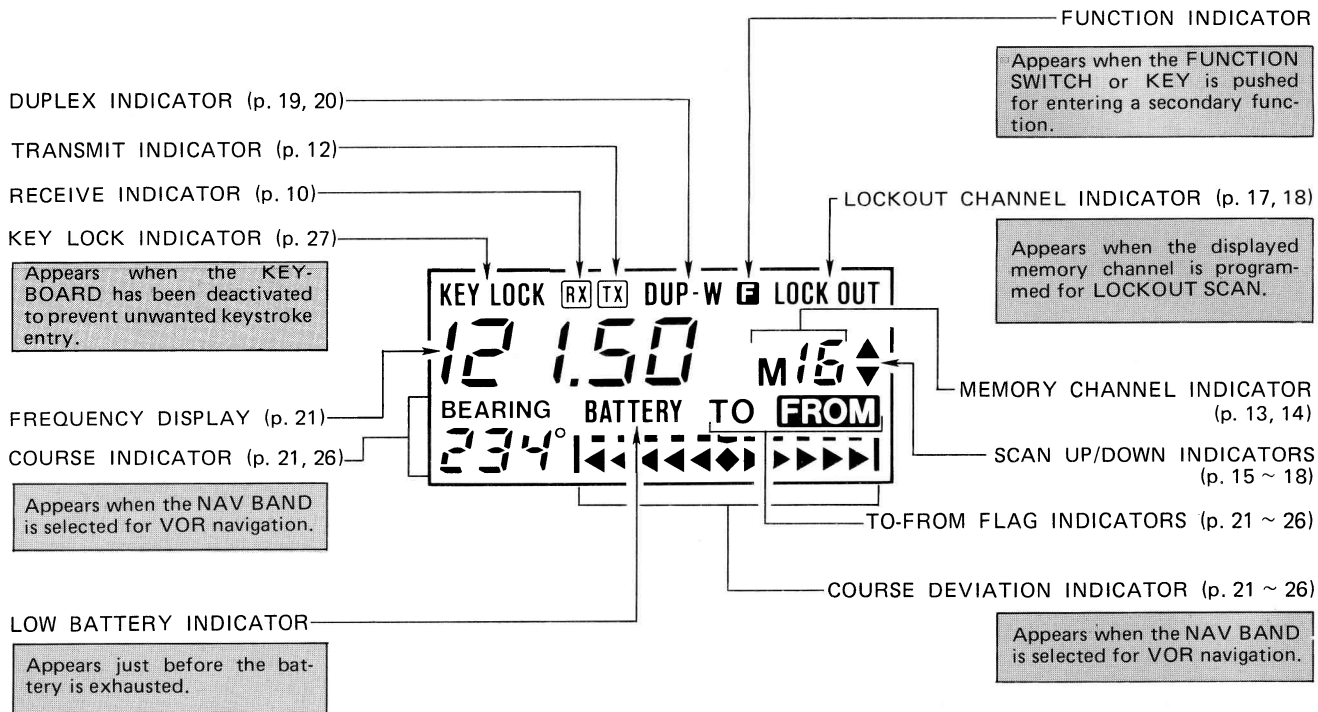 FUNCTION INDICATOR
Appears when the FUNCTION
SWITCH or KEY is pushed
for entering a secondary func-
tion.
DUPLEX INDICATOR (p. 19, 20)
TRANSMIT INDICATOR (p. 12)
RECEIVE INDICATOR (p. 10)
KEY LOCK INDICATOR (p. 27)
Appears when the KEY-
BOARD has been deactivated
to prevent unwanted keystroke
entry.
LOCKOUT CHANNEL INDICATOR (p. 17, 18)
Appears when the displayed
memory channel is program-
med for LOCKOUT SCAN.
KEY LOCK RX TX DUP-W F LOCK OUT
121.50 M16
BEARING BATTERY TO FROM
234°
FREQUENCY DISPLAY (p. 21)
COURSE INDICATOR (p. 21, 26)
Appears when the NAV BAND
is selected for VOR navigation.
LOW BATTERY INDICATOR
Appears just before the bat-
tery is exhausted.
MEMORY CHANNEL INDICATOR
(p. 13, 14)
SCAN UP/DOWN INDICATORS
(p. 15 ~ 18)
TO-FROM FLAG INDICATORS (p. 21 ~ 26)
COURSE DEVIATION INDICATOR (p. 21 ~ 26)
Appears when the NAV BAND
is selected for VOR navigation.